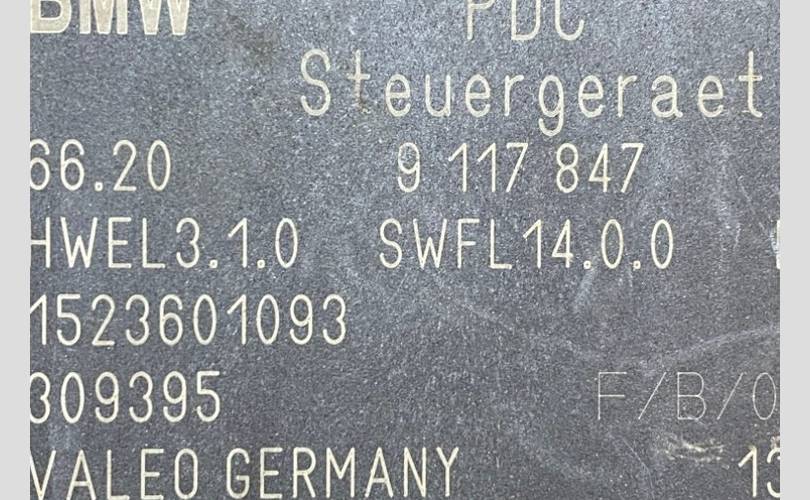 BMW PDC
Steuergeraet
66.20 9 117 847
HWEL3.1.0 SWFL14.0.0
1523601093
309395 F/B/0
VALEO GERMANY 13